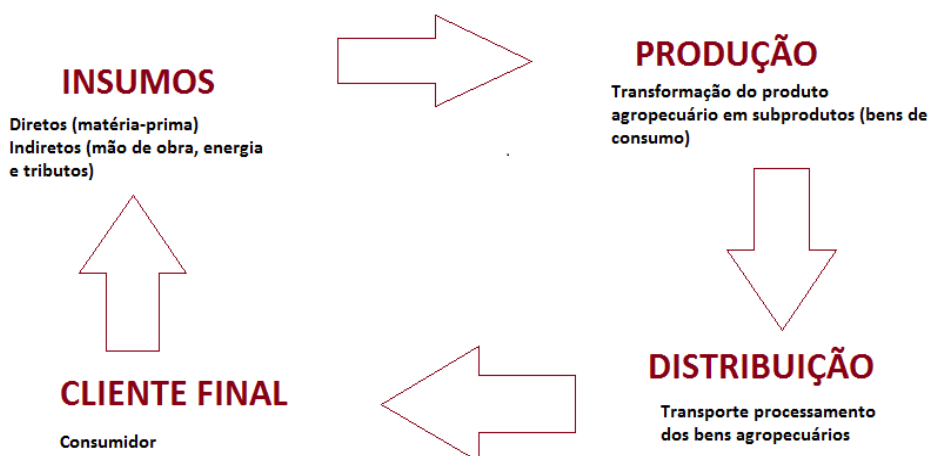 INSUMOS
Diretos (matéria-prima)
Indiretos (mão de obra, energia
e tributos)
PRODUÇÃO
Transformação do produto
agropecuário em subprodutos (bens de
consumo)
DISTRIBUIÇÃO
Transporte processamento
dos bens agropecuários
CLIENTE FINAL
Consumidor